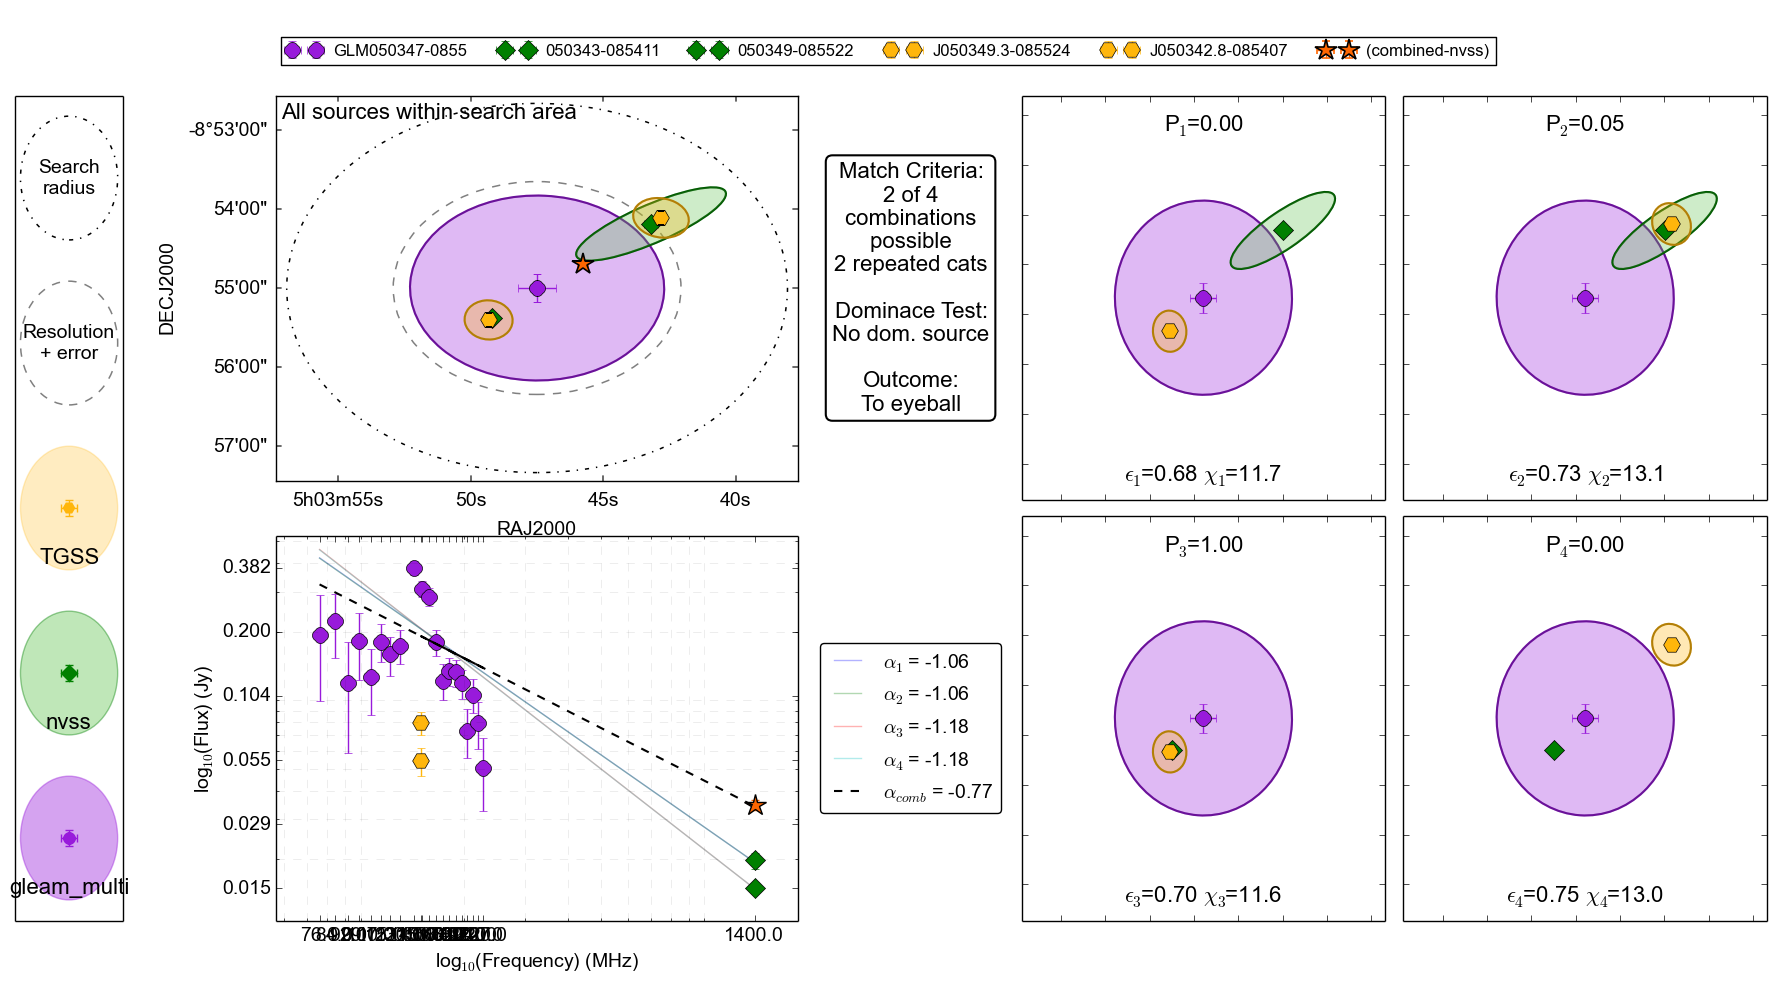 GLM050347-0855 050343-085411 050349-085522 J050349.3-085524 J050342.8-085407 (combined-nvss)
Search
radius
Resolution
+ error
TGSS
nvss
gleam_multi
All sources within search area
DECJ2000
-8°53'00"
54'00"
55'00"
56'00"
57'00"
5h03m55s 50s 45s 40s
RAJ2000
Match Criteria:
2 of 4
combinations
possible
2 repeated cats
Dominace Test:
No dom. source
Outcome:
To eyeball
P1=0.00
ϵ1=0.68 χ1=11.7
P2=0.05
ϵ2=0.73 χ2=13.1
P3=1.00
ϵ3=0.70 χ3=11.6
P4=0.00
ϵ4=0.75 χ4=13.0
log10(Flux) (Jy)
0.382
0.200
0.104
0.055
0.029
0.015
1400.0
log10(Frequency) (MHz)
α1 = -1.06
α2 = -1.06
α3 = -1.18
α4 = -1.18
αcomb = -0.77